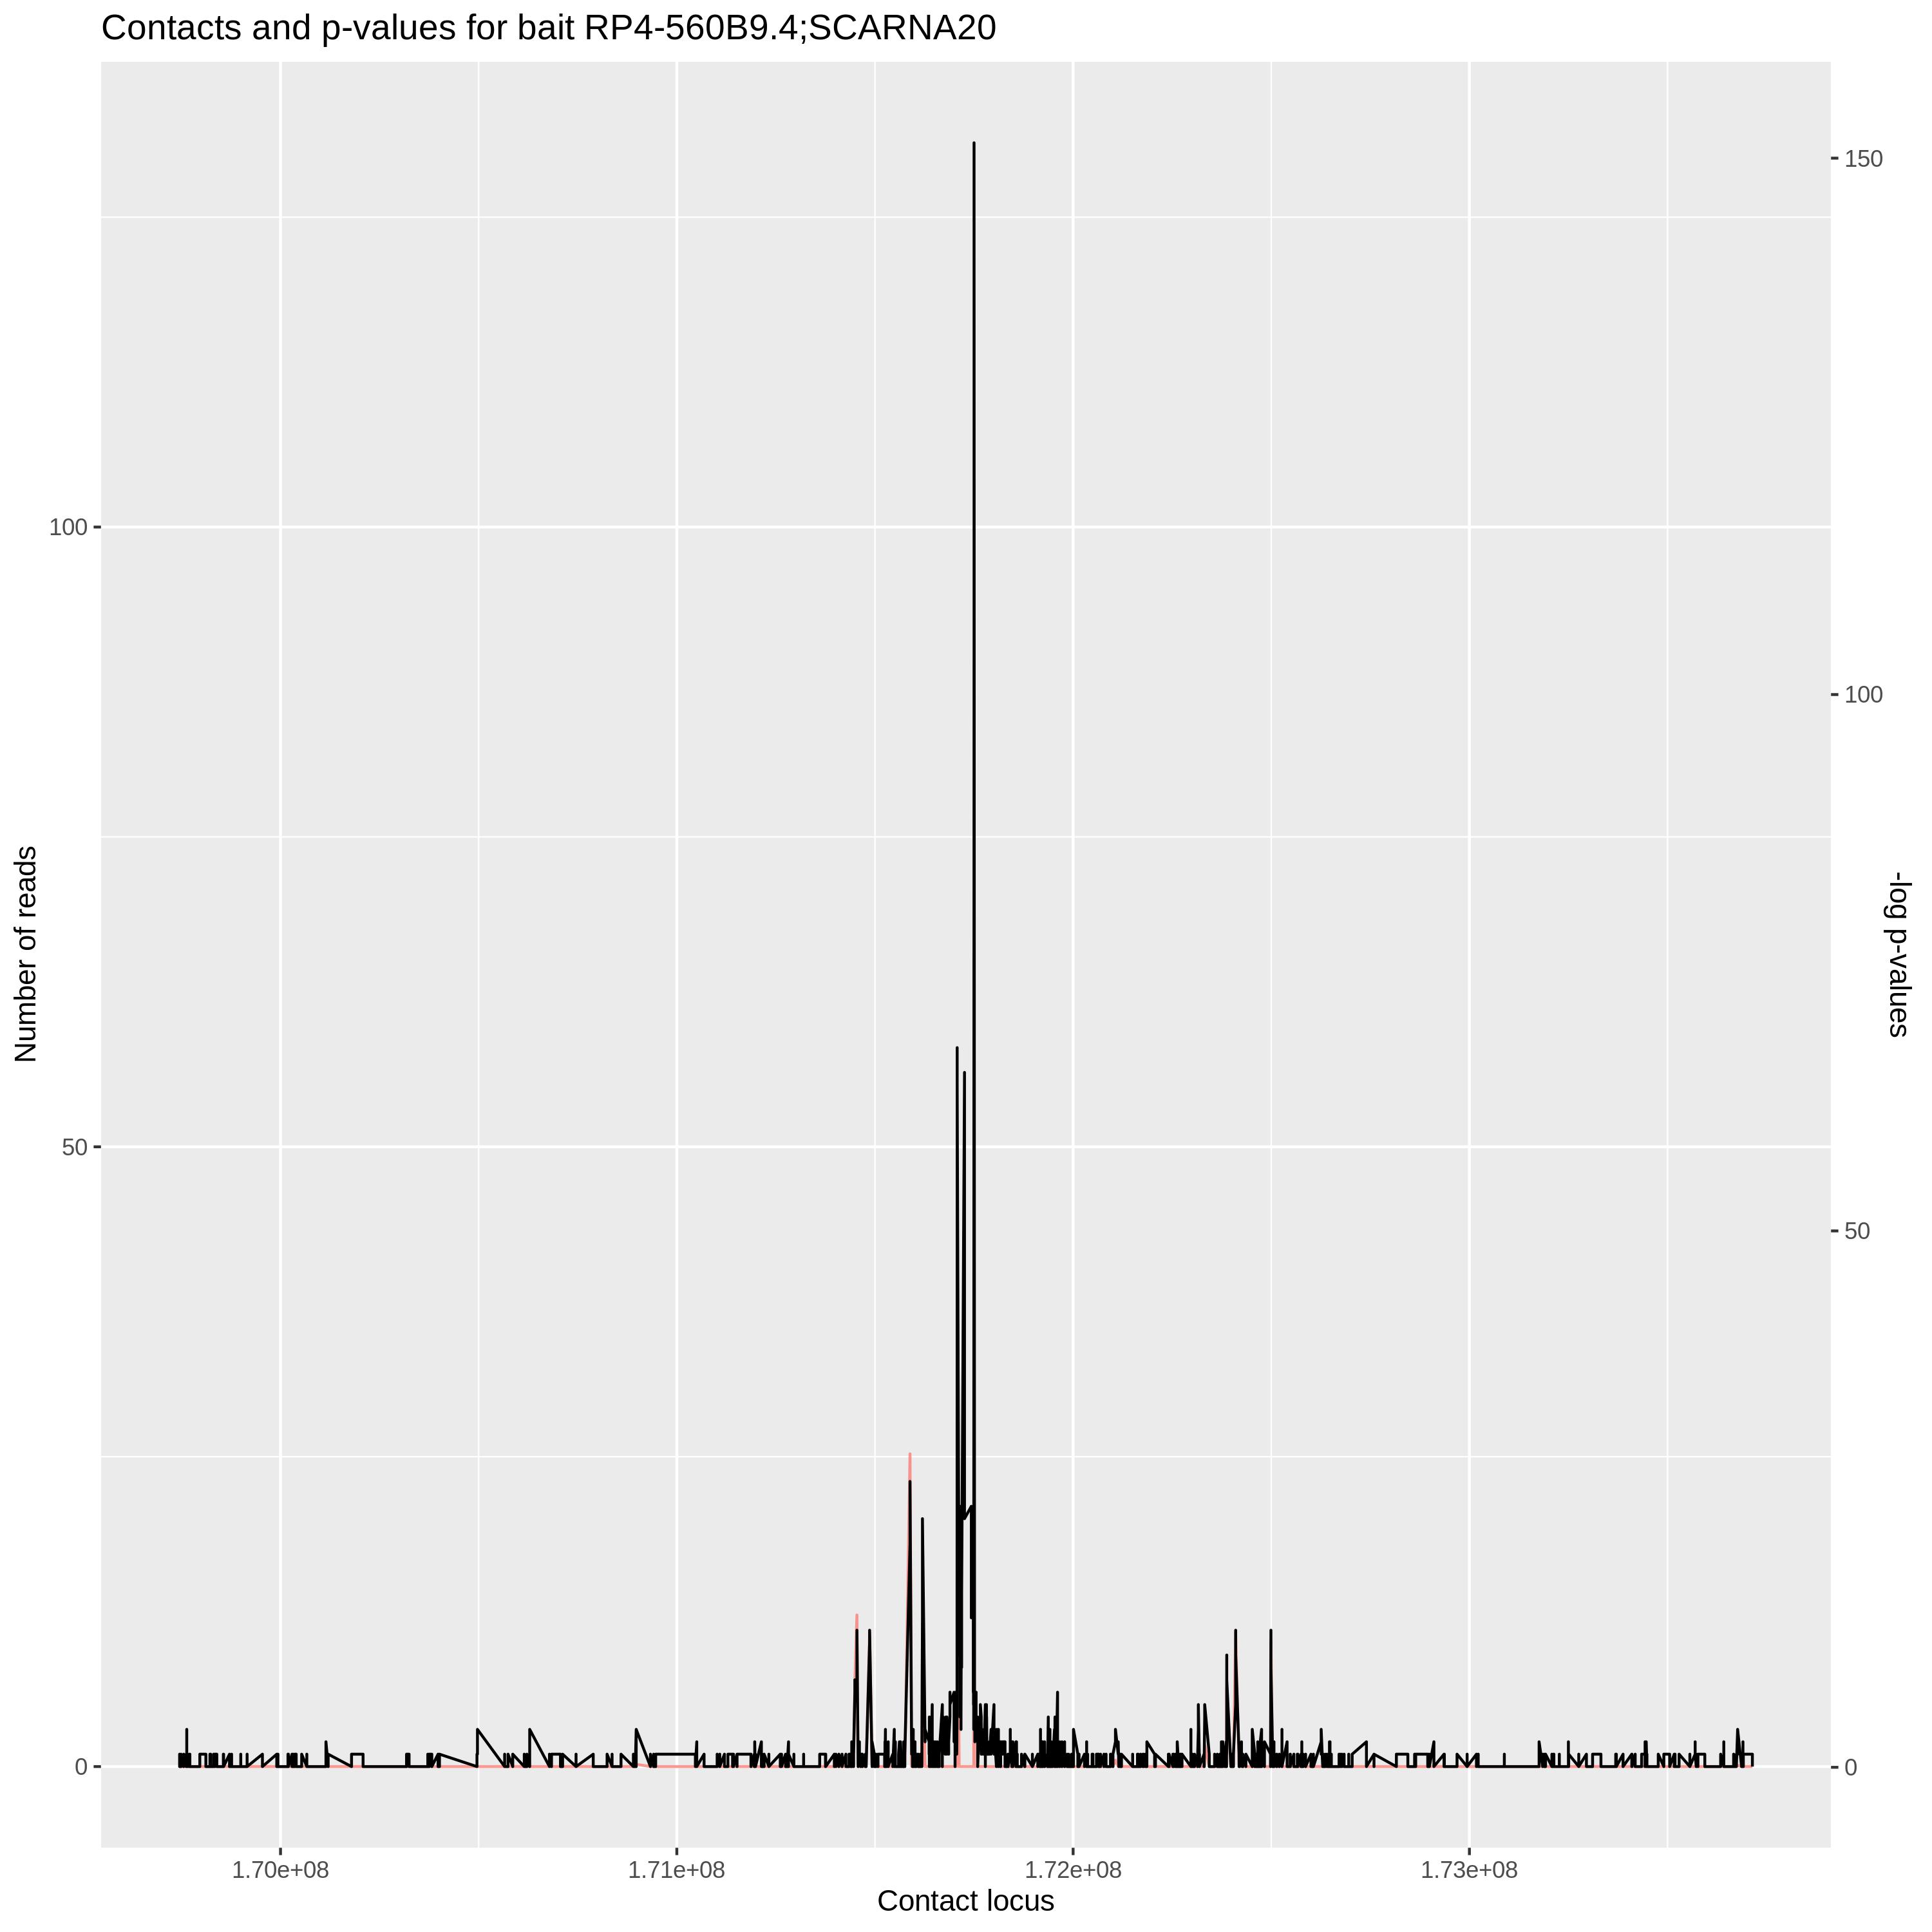 Contacts and p-values for bait RP4-560B9.4;SCARNA20
150
100
100
Number of reads
-log p-values
50
50
0
0
1.70e+08 1.71e+08 1.72e+08 1.73e+08
Contact locus